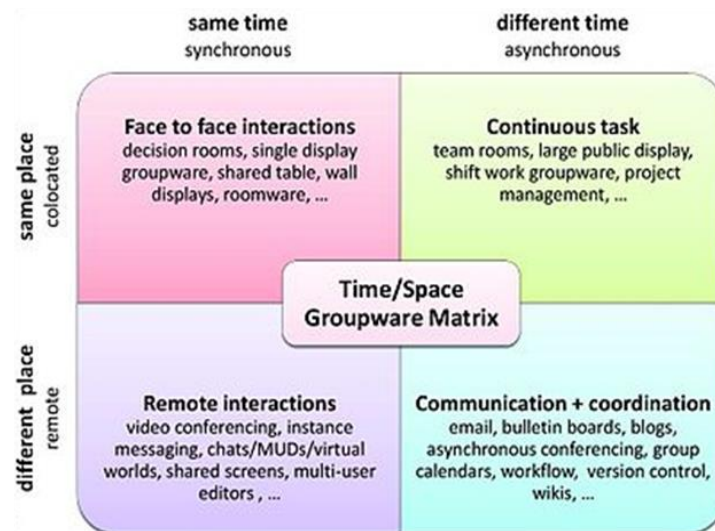 same time
synchronous
different time
asynchronous
same place
colocated
Face to face interactions
decision rooms, single display
groupware, shared table, wall
displays, roomware, ...
Continuous task
team rooms, large public display,
shift work groupware, project
management, ...
Time/Space
Groupware Matrix
different place
remote
Remote interactions
video conferencing, instance
messaging, chats/MUDs/virtual
worlds, shared screens, multi-user
editors , ...
Communication + coordination
email, bulletin boards, blogs,
asynchronous conferencing, group
calendars, workflow, version control,
wikis, ...